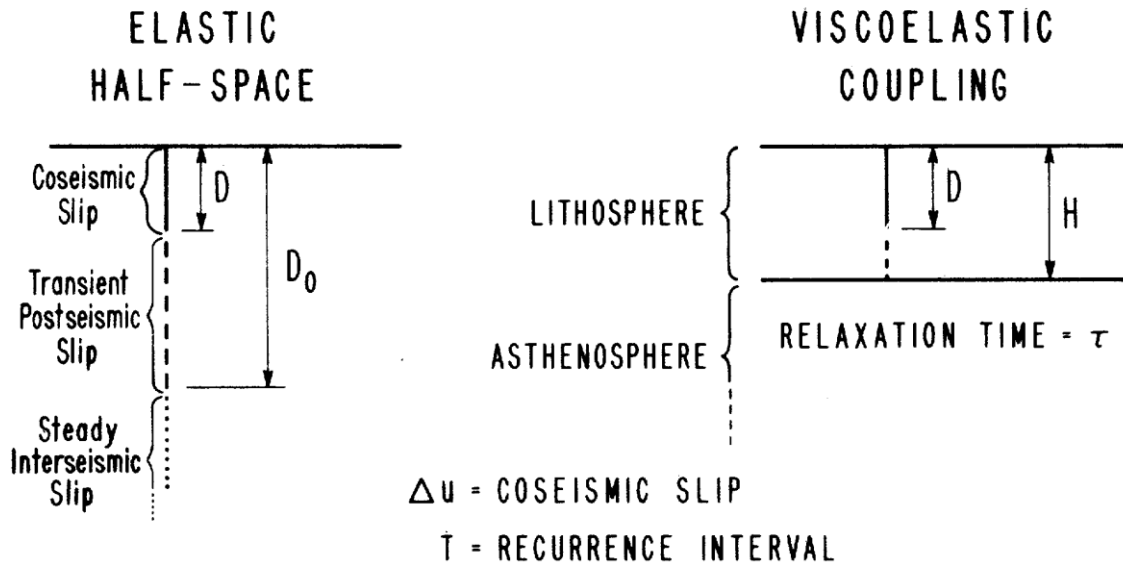 ELASTIC
HALF-SPACE
Coseismic
Slip
D
Transient
Postseismic
Slip
D₀
Steady
Interseismic
Slip
VISCOELASTIC
COUPLING
LITHOSPHERE
D
H
ASTHENOSPHERE
RELAXATION TIME = τ
Δu = COSEISMIC SLIP
T = RECURRENCE INTERVAL